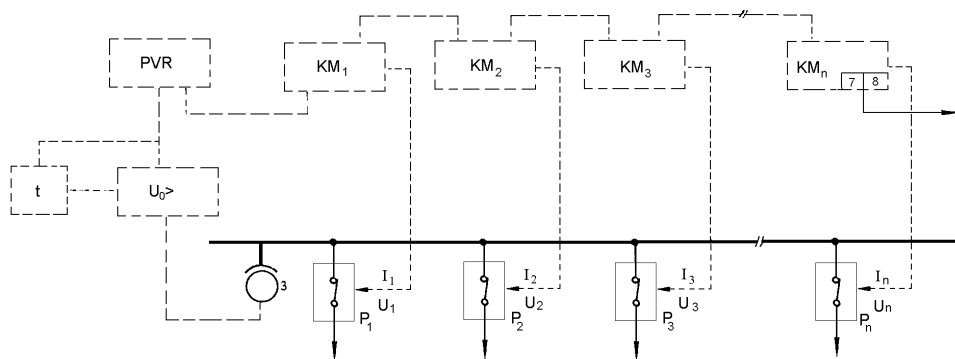 PVR
KM₁
KM₂
KM₃
KMₙ
7 8
t
U₀>
3
I₁
U₁
P₁
I₂
U₂
P₂
I₃
U₃
P₃
Iₙ
Uₙ
Pₙ